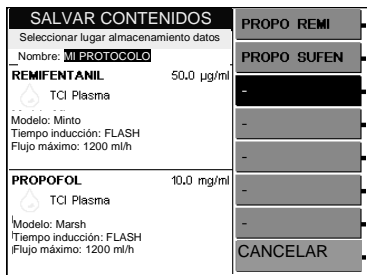 SALVAR CONTENIDOS
Seleccionar lugar almacenamiento datos
Nombre: MI PROTOCOLO
REMIFENTANIL 50.0 µg/ml
TCI Plasma
Modelo: Minto
Tiempo inducción: FLASH
Flujo máximo: 1200 ml/h
PROPOFOL 10.0 mg/ml
TCI Plasma
Modelo: Marsh
Tiempo inducción: FLASH
Flujo máximo: 1200 ml/h
PROPO REMI
PROPO SUFEN
-
-
-
-
-
CANCELAR